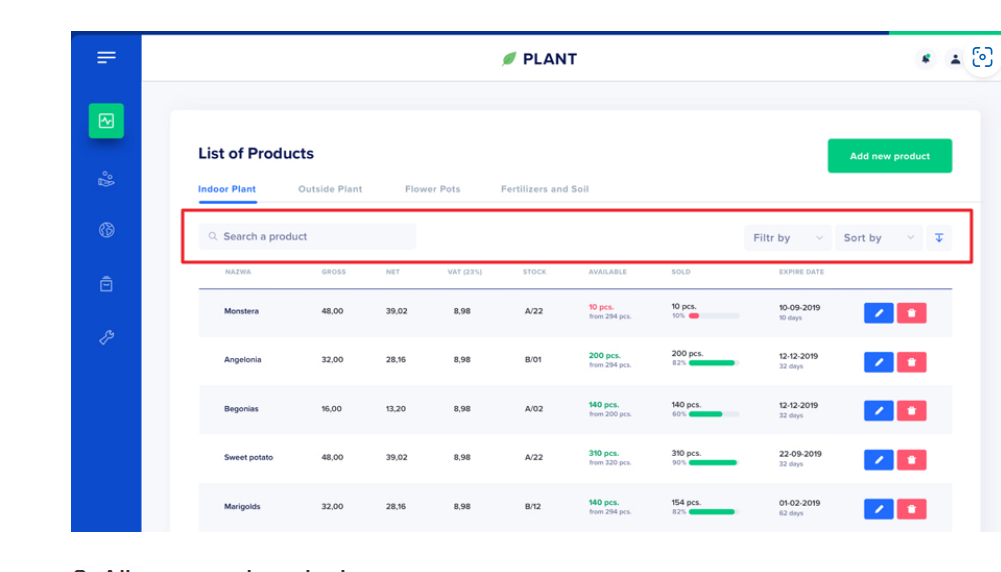 PLANT
List of Products
Add new product
Indoor Plant Outside Plant Flower Pots Fertilizers and Soil
Search a product Filtr by Sort by
NAZWA GROSS NET VAT (23%) STOCK AVAILABLE SOLD EXPIRE DATE
Monstera 48,00 39,02 8,98 A/22 10 pcs. 10 pcs. 10-09-2019
from 294 pcs. 10% 10 days
Angelonia 32,00 28,16 8,98 B/01 200 pcs. 200 pcs. 12-12-2019
from 294 pcs. 82% 32 days
Begonias 16,00 13,20 8,98 A/02 140 pcs. 140 pcs. 12-12-2019
from 200 pcs. 60% 32 days
Sweet potato 48,00 39,02 8,98 A/22 310 pcs. 310 pcs. 22-09-2019
from 320 pcs. 90% 32 days
Marigolds 32,00 28,16 8,98 B/12 140 pcs. 154 pcs. 01-02-2019
from 294 pcs. 82% 62 days